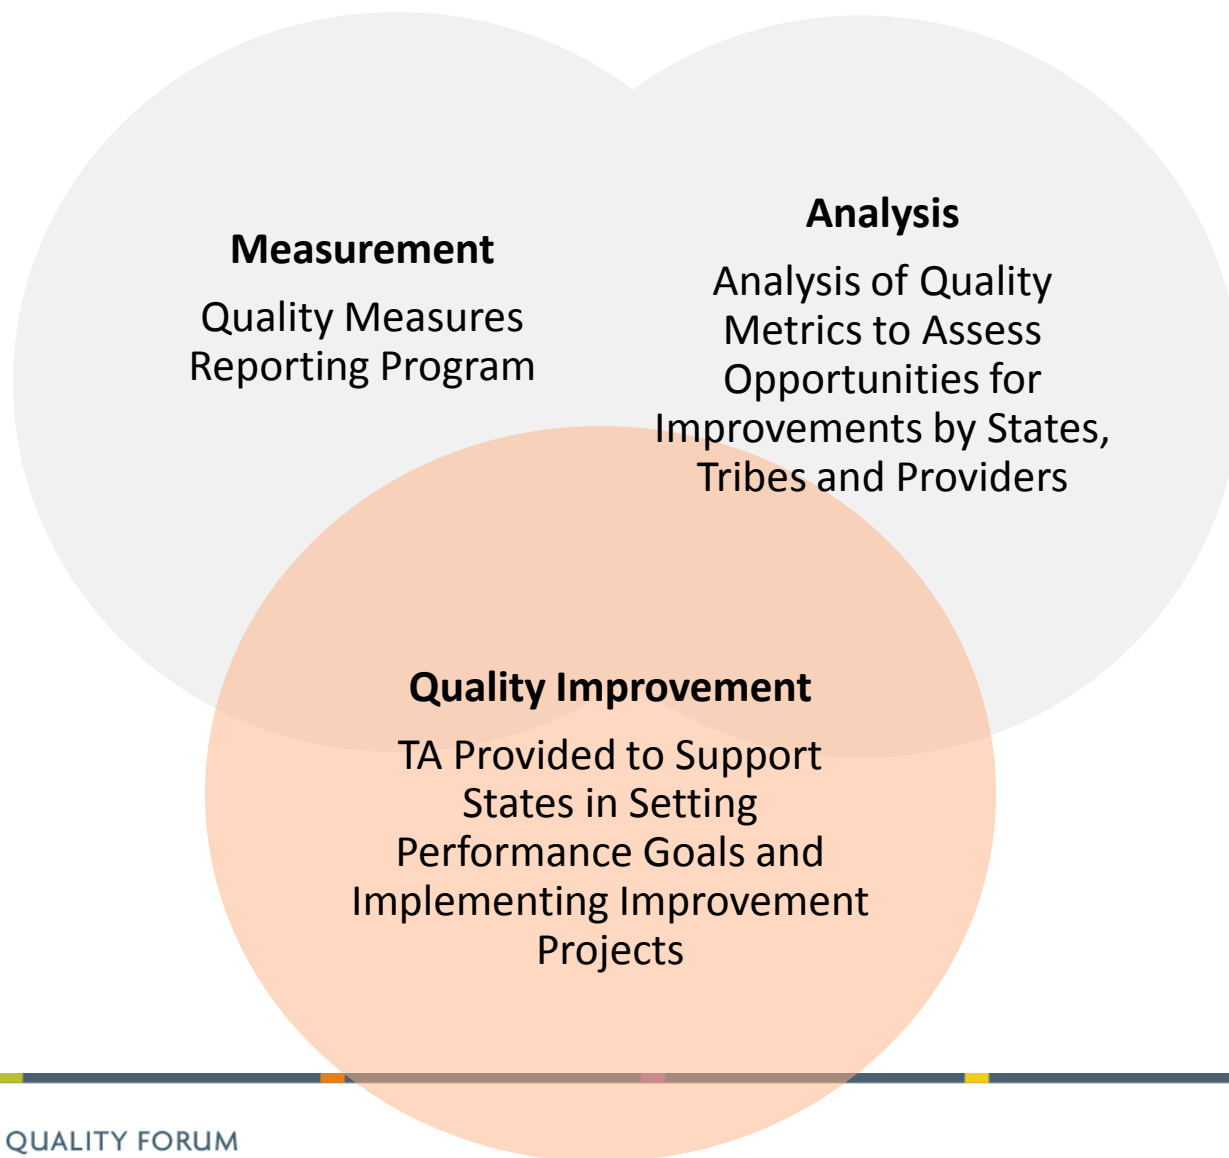 Measurement
Quality Measures
Reporting Program
Analysis
Analysis of Quality
Metrics to Assess
Opportunities for
Improvements by States,
Tribes and Providers
Quality Improvement
TA Provided to Support
States in Setting
Performance Goals and
Implementing Improvement
Projects
QUALITY FORUM